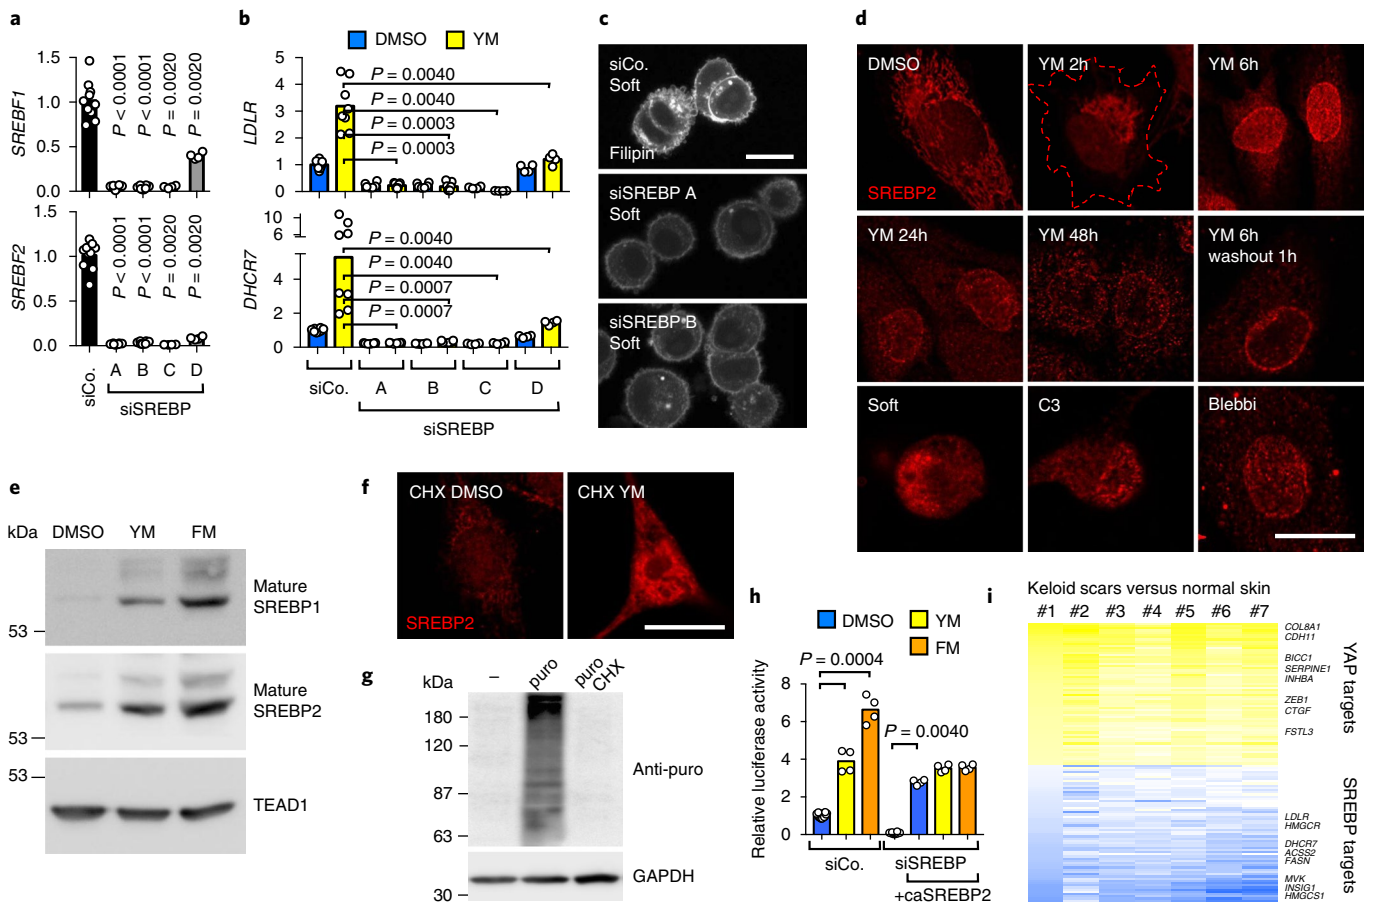 a
SREBF1
1.5
1.0
0.5
0.0
P < 0.0001
P < 0.0001
P = 0.0020
P = 0.0020
SREBF2
1.5
1.0
0.5
0.0
P < 0.0001
P < 0.0001
P = 0.0020
P = 0.0020
siCo.
A B C D
siSREBP
b
DMSO YM
LDLR
5
4
3
2
1
0
P = 0.0040
P = 0.0040
P = 0.0003
P = 0.0003
DHCR7
10
6
4
2
0
P = 0.0040
P = 0.0040
P = 0.0007
P = 0.0007
siCo. A B C D
siSREBP
c
siCo.
Soft
Filipin
siSREBP A
Soft
siSREBP B
Soft
d
DMSO
SREBP2
YM 2h
YM 6h
YM 24h
YM 48h
YM 6h
washout 1h
Soft
C3
Blebbi
e
kDa DMSO YM FM
Mature
SREBP1
53
Mature
SREBP2
53
53
TEAD1
f
CHX DMSO
SREBP2
CHX YM
g
kDa – puro puro
CHX
180
120
87
63
Anti-puro
GAPDH
30
h
DMSO YM
FM
Relative luciferase activity
8
6
4
2
0
P = 0.0004
P = 0.0040
siCo. siSREBP
+caSREBP2
i
Keloid scars versus normal skin
#1 #2 #3 #4 #5 #6 #7
COL8A1
CDH11
BICC1
SERPINE1
INHBA
ZEB1
CTGF
FSTL3
YAP targets
LDLR
HMGCR
DHCR7
ACSS2
FASN
MVK
INSIG1
HMGCS1
SREBP targets